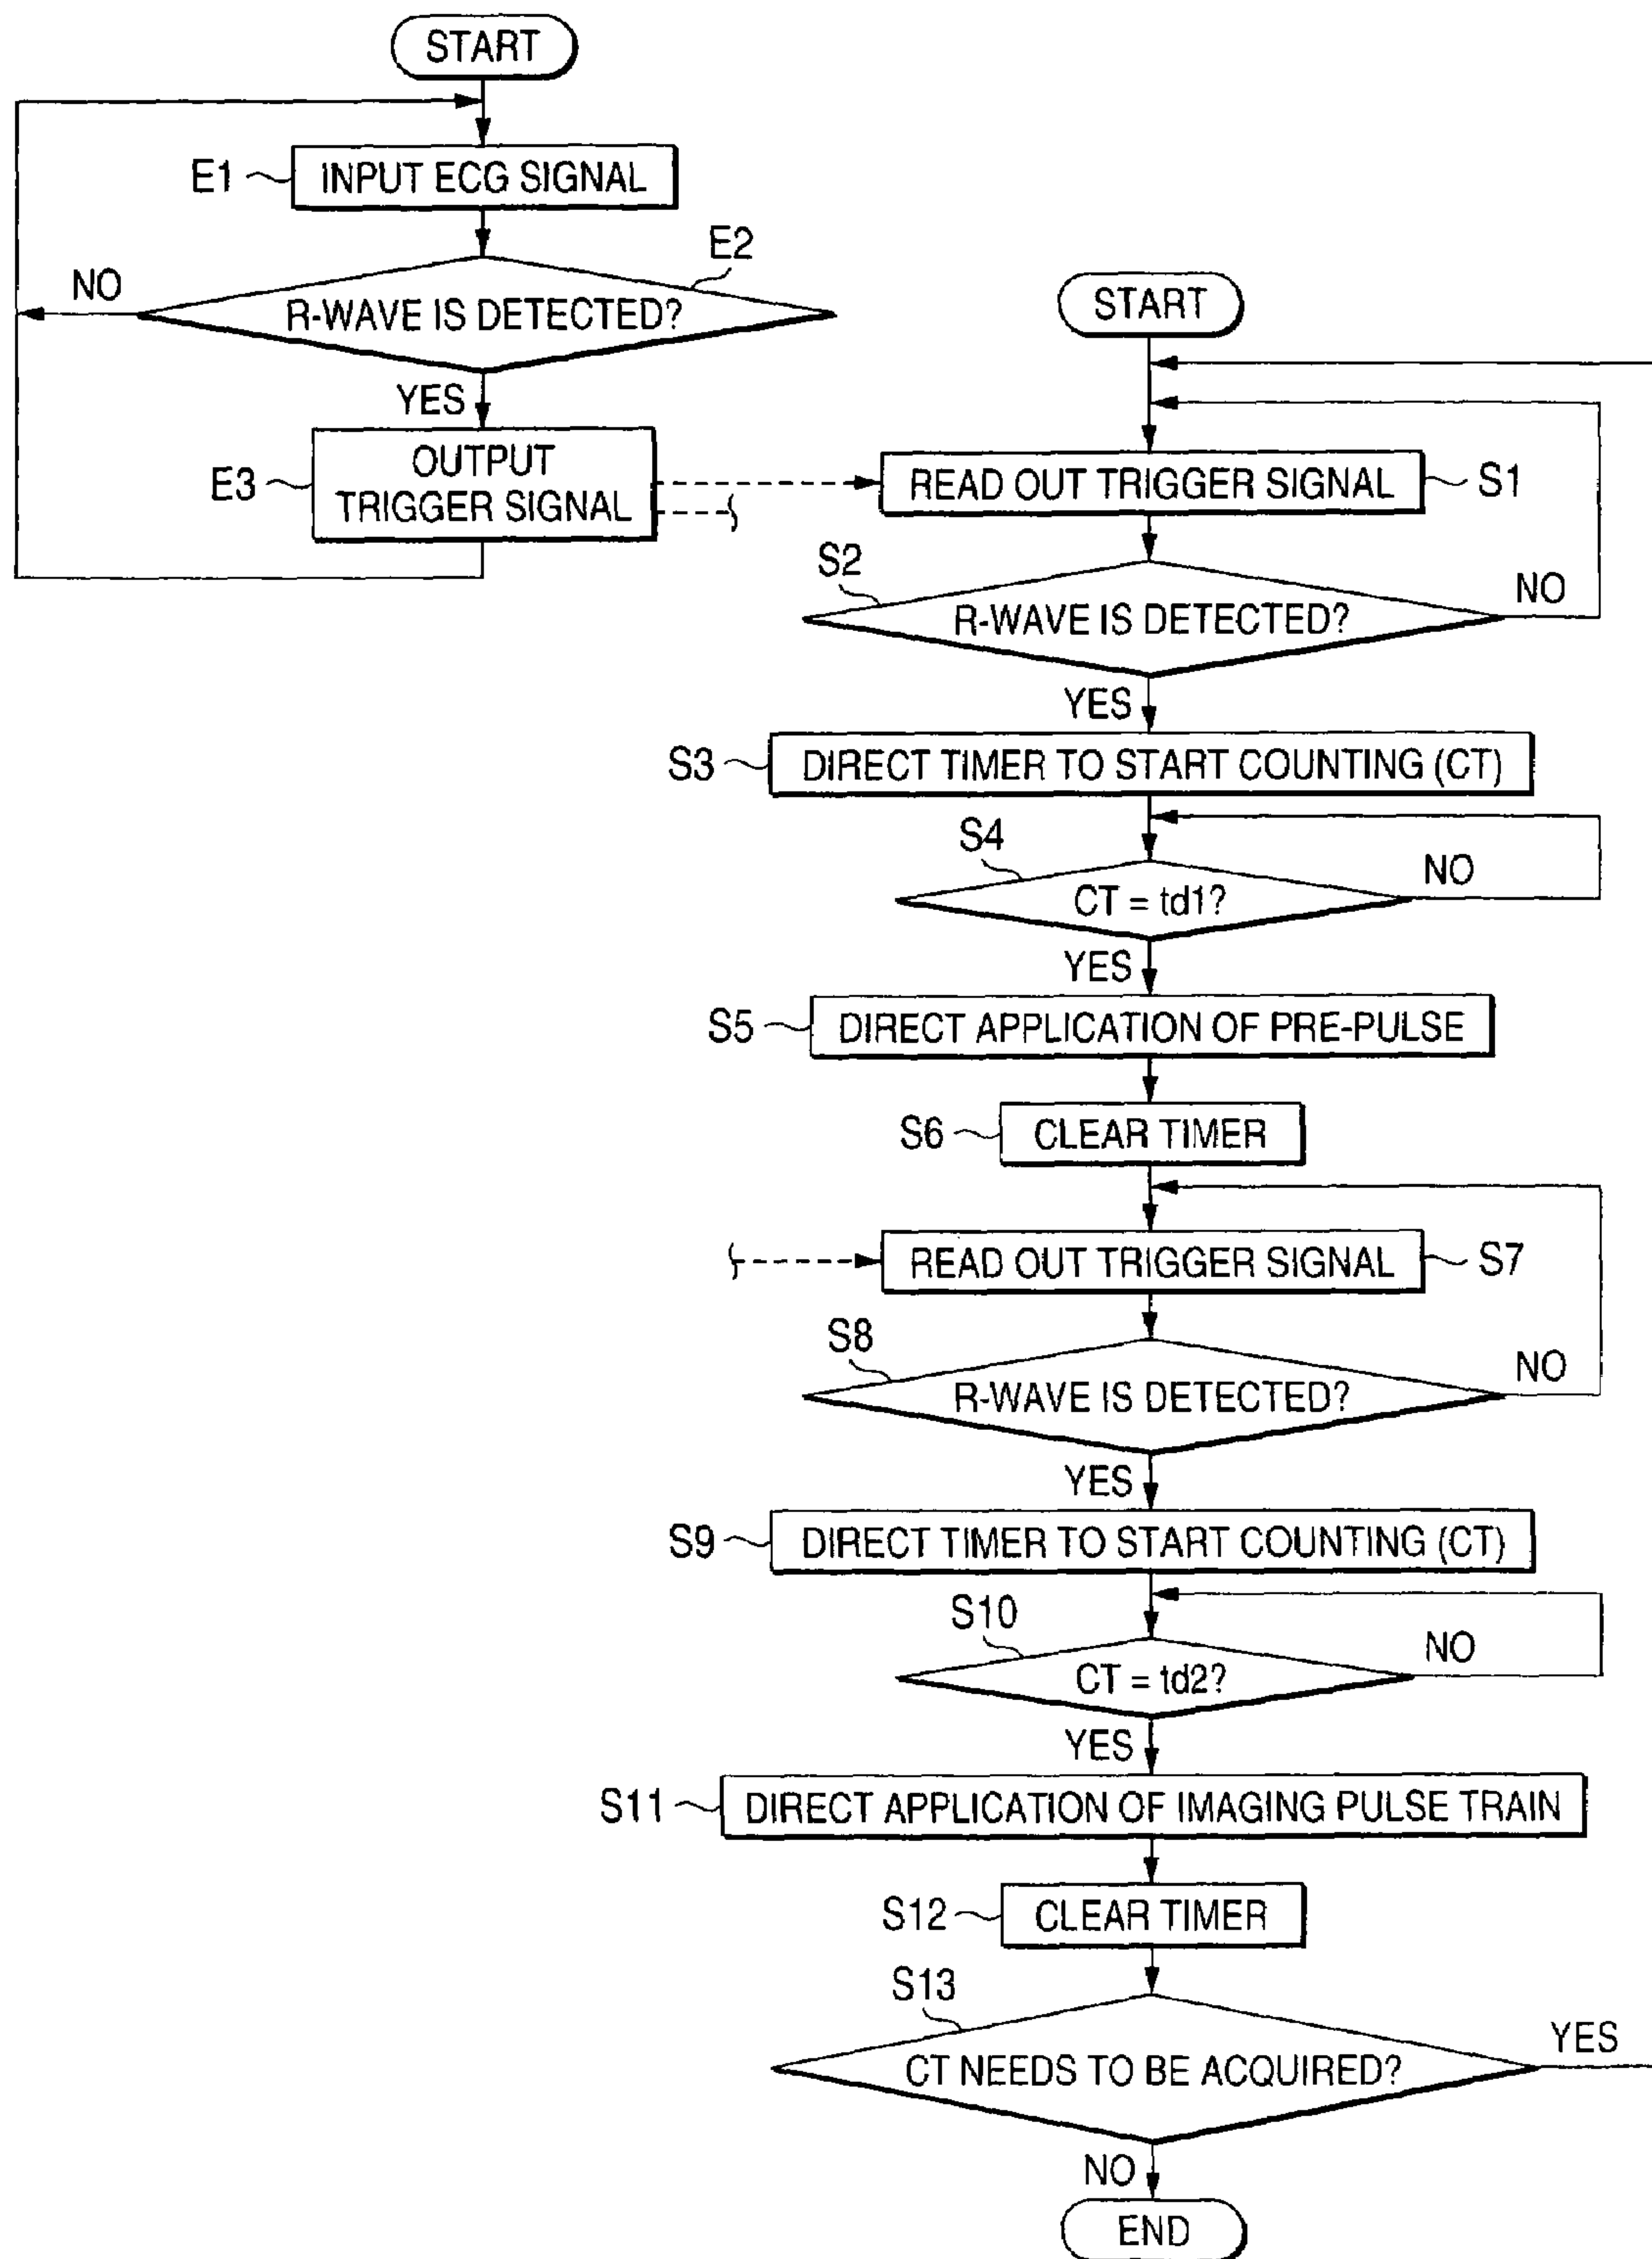 START
E1
INPUT ECG SIGNAL
E2
NO
R-WAVE IS DETECTED?
YES
E3
OUTPUT
TRIGGER SIGNAL
START
READ OUT TRIGGER SIGNAL
S1
S2
R-WAVE IS DETECTED?
NO
YES
S3
DIRECT TIMER TO START COUNTING (CT)
S4
CT = td1?
NO
YES
S5
DIRECT APPLICATION OF PRE-PULSE
S6
CLEAR TIMER
READ OUT TRIGGER SIGNAL
S7
S8
R-WAVE IS DETECTED?
NO
YES
S9
DIRECT TIMER TO START COUNTING (CT)
S10
CT = td2?
NO
YES
S11
DIRECT APPLICATION OF IMAGING PULSE TRAIN
S12
CLEAR TIMER
S13
CT NEEDS TO BE ACQUIRED?
YES
NO
END